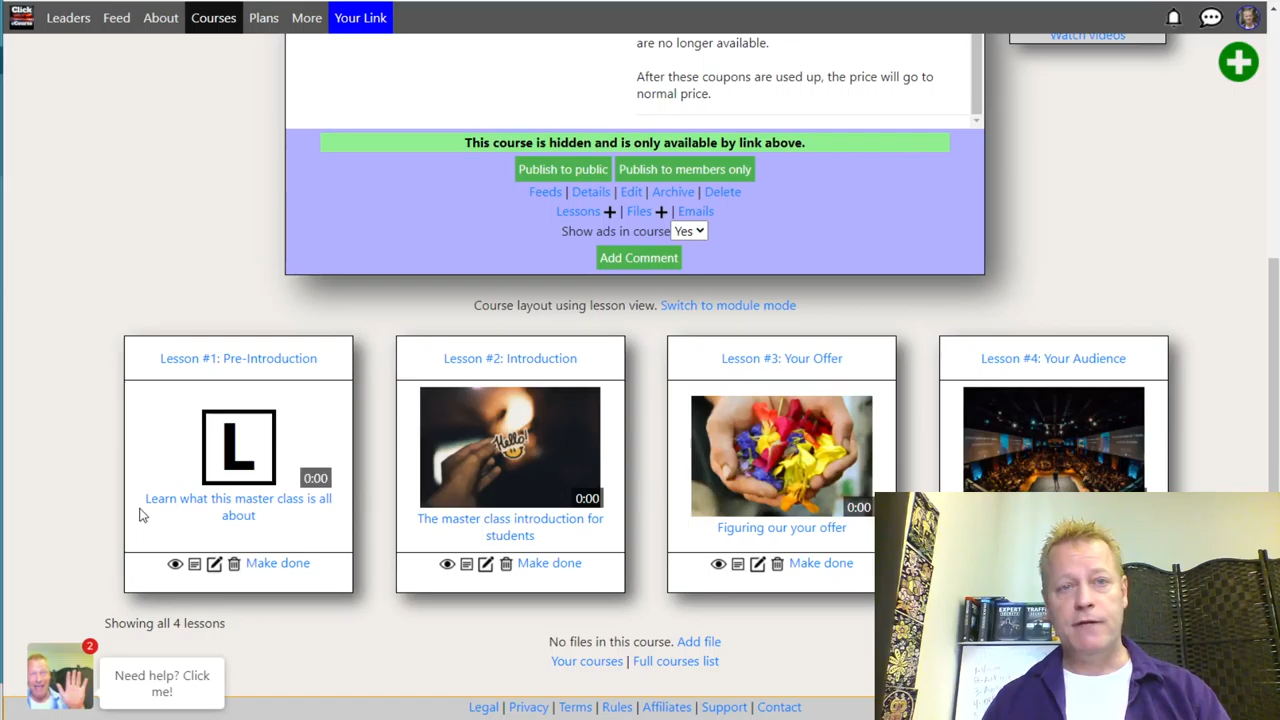 Click
eCourse
Leaders Feed About Courses Plans More Your Link
are no longer available.
Watch videos
After these coupons are used up, the price will go to
normal price.
This course is hidden and is only available by link above.
Publish to public Publish to members only
Feeds | Details | Edit | Archive | Delete
Lessons + | Files + | Emails
Show ads in course Yes
Add Comment
Course layout using lesson view. Switch to module mode
Lesson #1: Pre-Introduction
L
0:00
Learn what this master class is all
about
Make done
Lesson #2: Introduction
Hello!
0:00
The master class introduction for
students
Make done
Lesson #3: Your Offer
0:00
Figuring our your offer
Make done
Lesson #4: Your Audience
Showing all 4 lessons
No files in this course. Add file
Your courses | Full courses list
2
Need help? Click
me!
EXPERT
SECRETS
TRAFFIC
SECRETS
Legal | Privacy | Terms | Rules | Affiliates | Support | Contact